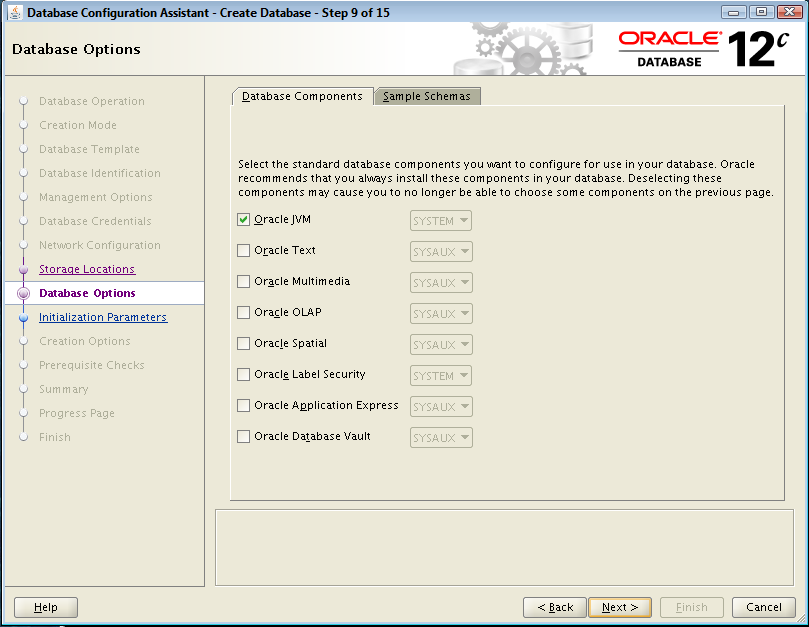 Database Configuration Assistant - Create Database - Step 9 of 15
Database Options
ORACLE®
DATABASE
12c
Database Operation
Creation Mode
Database Template
Database Identification
Management Options
Database Credentials
Network Configuration
Storage Locations
Database Options
Initialization Parameters
Creation Options
Prerequisite Checks
Summary
Progress Page
Finish
Database Components
Sample Schemas
Select the standard database components you want to configure for use in your database. Oracle
recommends that you always install these components in your database. Deselecting these
components may cause you to no longer be able to choose some components on the previous page.
Oracle JVM SYSTEM
Oracle Text SYSAUX
Oracle Multimedia SYSAUX
Oracle OLAP SYSAUX
Oracle Spatial SYSAUX
Oracle Label Security SYSTEM
Oracle Application Express SYSAUX
Oracle Database Vault SYSAUX
Help
< Back
Next >
Finish
Cancel